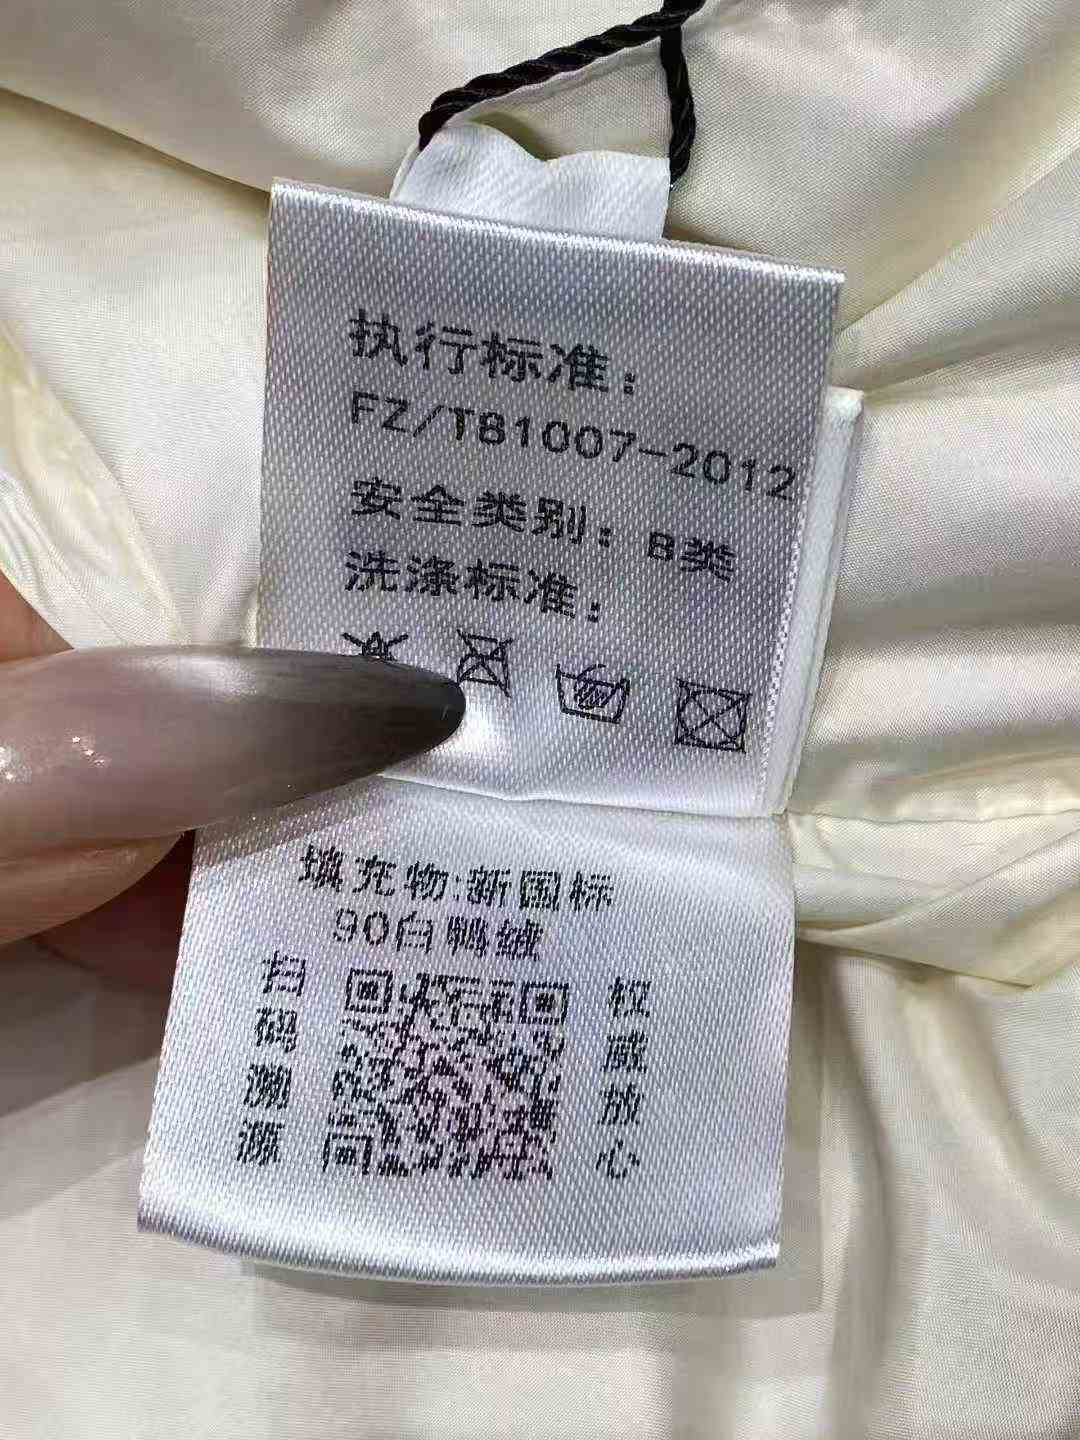 执行标准：
FZ/T81007-2012
安全类别：B类
洗涤标准：
填充物:新国标
90白鸭绒
扫码溯源
权威放心